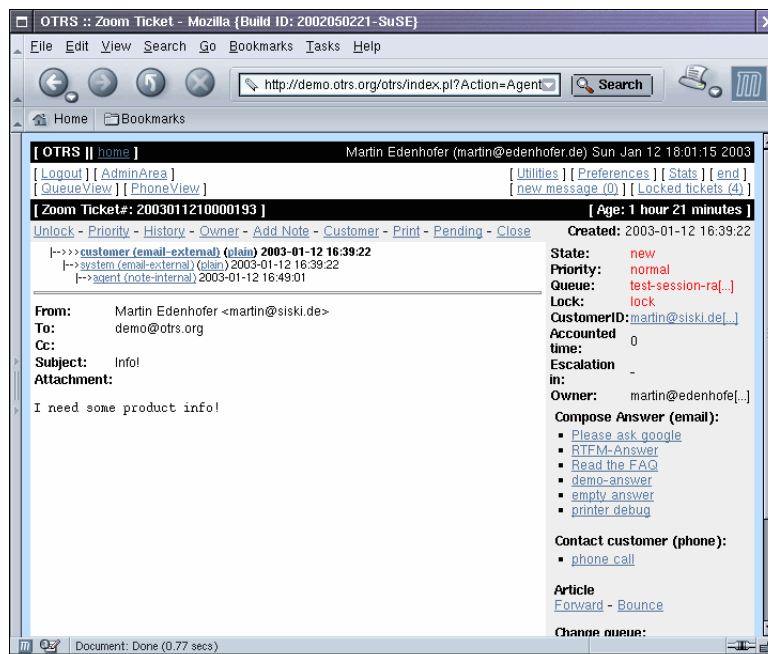 OTRS :: Zoom Ticket - Mozilla {Build ID: 2002050221-SuSE}
File Edit View Search Go Bookmarks Tasks Help
http://demo.otrs.org/otrs/index.pl?Action=Agent Search
Home Bookmarks
[ OTRS || home ] Martin Edenhofer (martin@edenhofer.de) Sun Jan 12 18:01:15 2003
[ Logout ] [ AdminArea ] [ Utilities ] [ Preferences ] [ Stats ] [ end ]
[ QueueView ] [ PhoneView ] [ new message (0) ] [ Locked tickets (4) ]
[ Zoom Ticket#: 2003011210000193 ] [ Age: 1 hour 21 minutes ]
Unlock - Priority - History - Owner - Add Note - Customer - Print - Pending - Close Created: 2003-01-12 16:39:22
|-->>>customer (email-external) (plain) 2003-01-12 16:39:22
|-->system (email-external) (plain) 2003-01-12 16:39:22
|-->agent (note-internal) 2003-01-12 16:49:01
From: Martin Edenhofer <martin@siski.de>
To: demo@otrs.org
Cc:
Subject: Info!
Attachment:
I need some product info!
State: new
Priority: normal
Queue: test-session-ra[...]
Lock: lock
CustomerID: martin@siski.de[...]
Accounted
time: 0
Escalation
in: -
Owner: martin@edenhofe[...]
Compose Answer (email):
Please ask google
RTFM-Answer
Read the FAQ
demo-answer
empty answer
printer debug
Contact customer (phone):
phone call
Article
Forward - Bounce
Change queue:
Document: Done (0.77 secs)